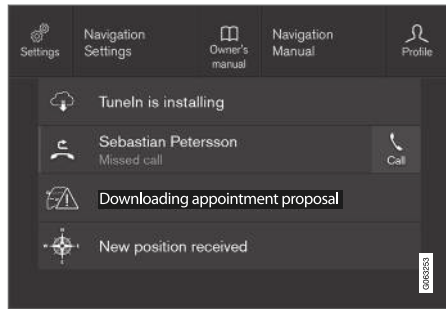 Settings
Navigation
Settings
Owner's
manual
Navigation
Manual
Profile
TuneIn is installing
Sebastian Petersson
Missed call
Call
Downloading appointment proposal
New position received
G063253